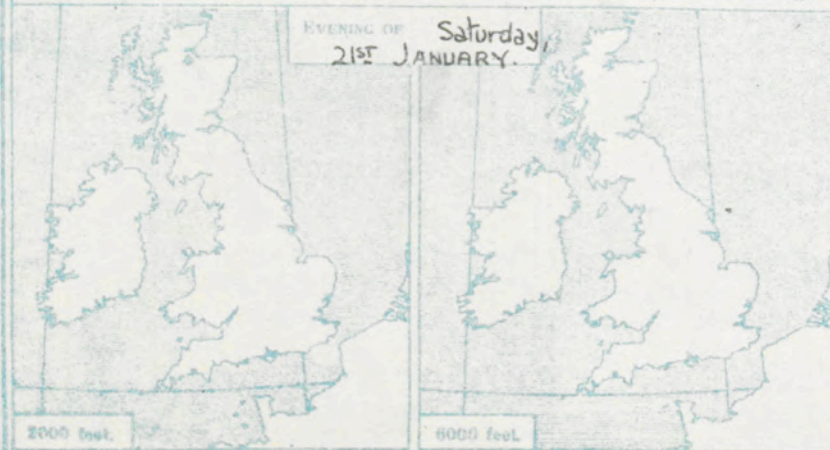 EVENING OF Saturday,
21ST JANUARY.
2000 feet.
6000 feet.